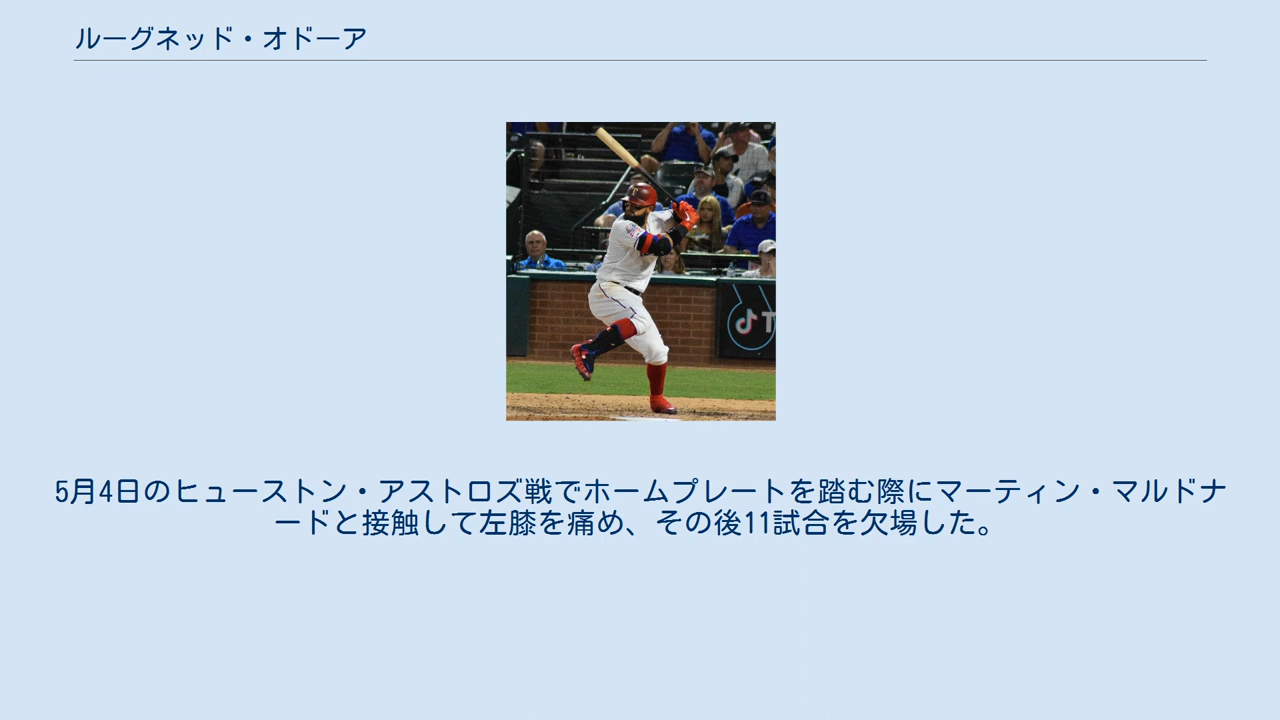 ルーグネッド・オドーア
T
5月4日のヒューストン・アストロズ戦でホームプレートを踏む際にマーティン・マルドナ
ードと接触して左膝を痛め、その後11試合を欠場した。